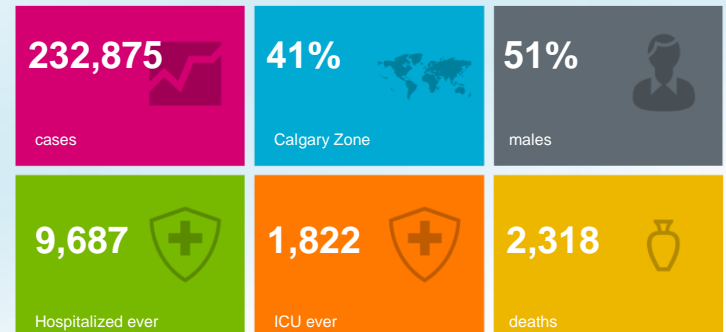 232,875
41%
51%
cases
Calgary Zone
males
9,687
1,822
2,318
Hospitalized ever
ICU ever
deaths